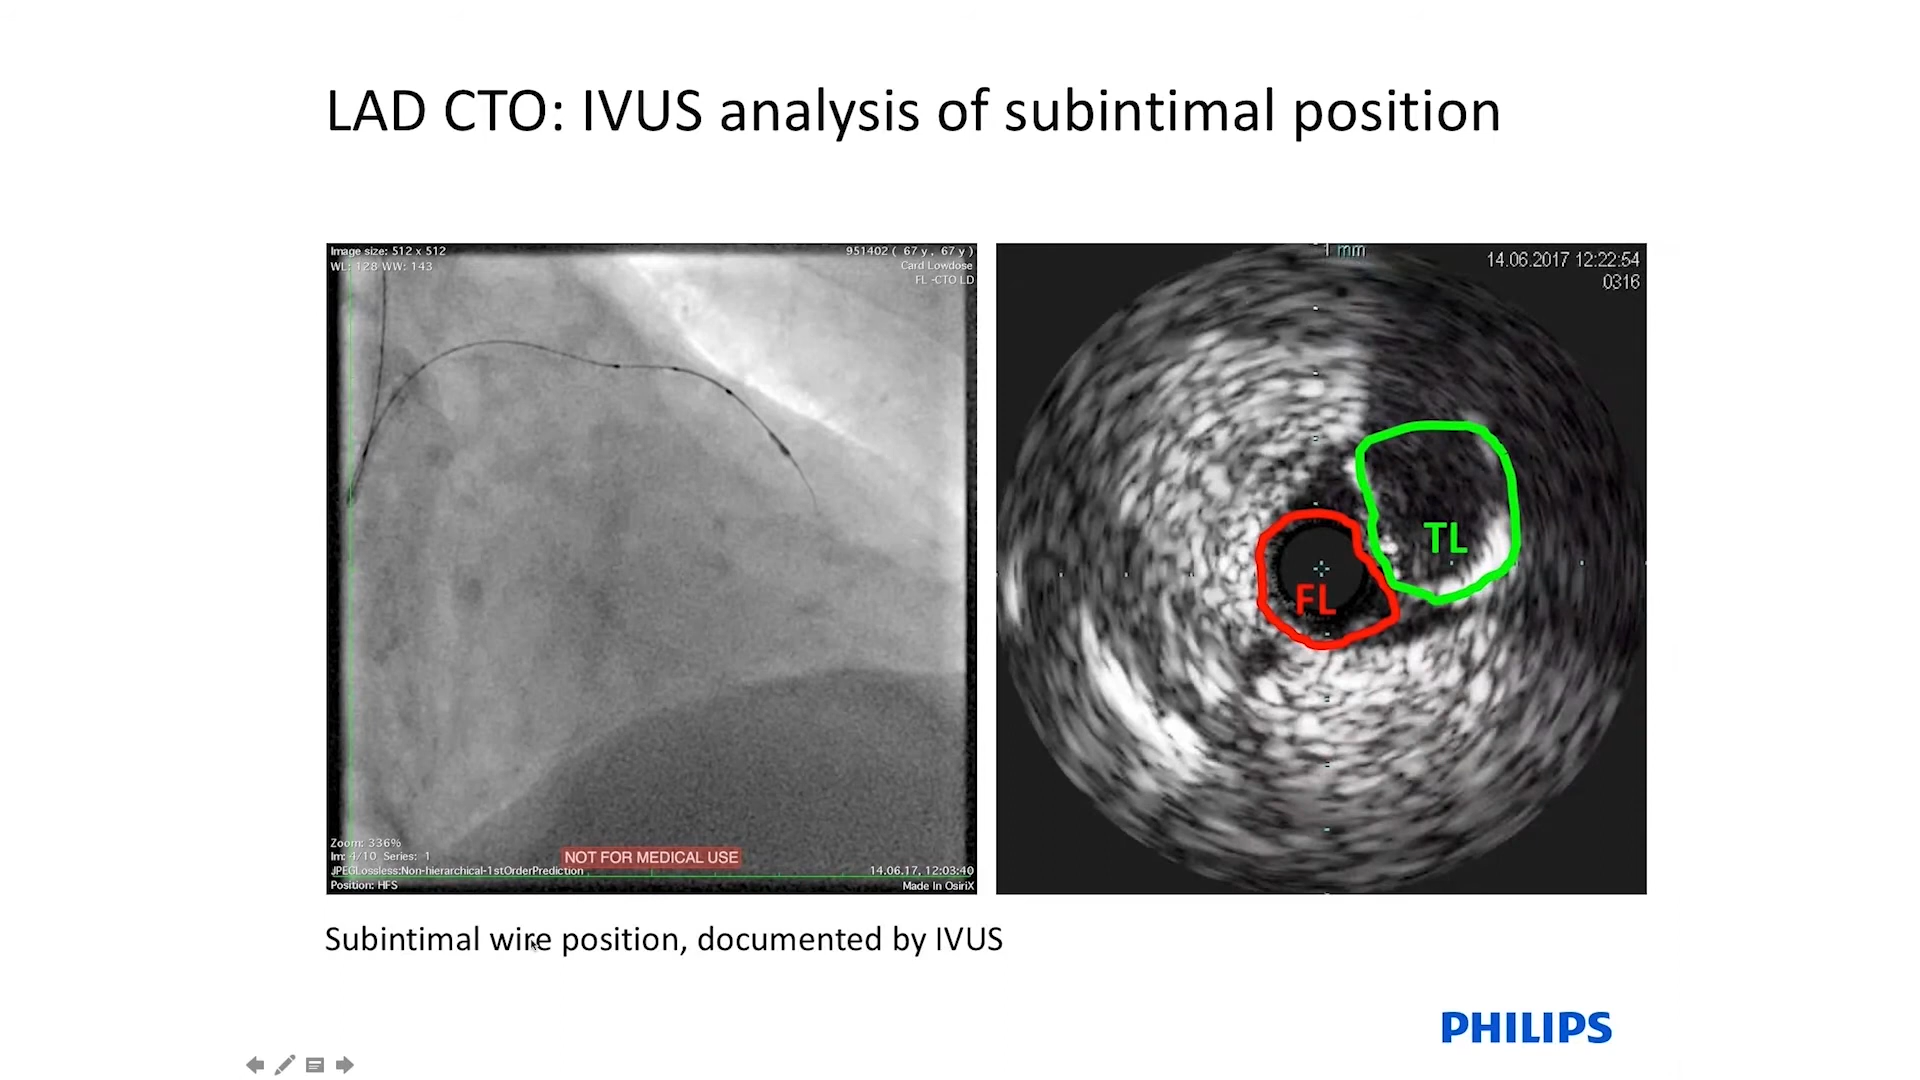 LAD CTO: IVUS analysis of subintimal position
Image size: 512 x 512
WL: 128 WW: 143
951402 ( 67 y , 67 y )
Card Lowdose
FL -CTO LD
1 mm
14.06.2017 12:22:54
0316
TL
FL
Zoom: 336%
Im: 4/10 Series: 1
JPEGLossless:Non-hierarchical-1stOrderPrediction
Position: HFS
NOT FOR MEDICAL USE
14.06.17, 12:03:40
Made In OsiriX
Subintimal wire position, documented by IVUS
PHILIPS